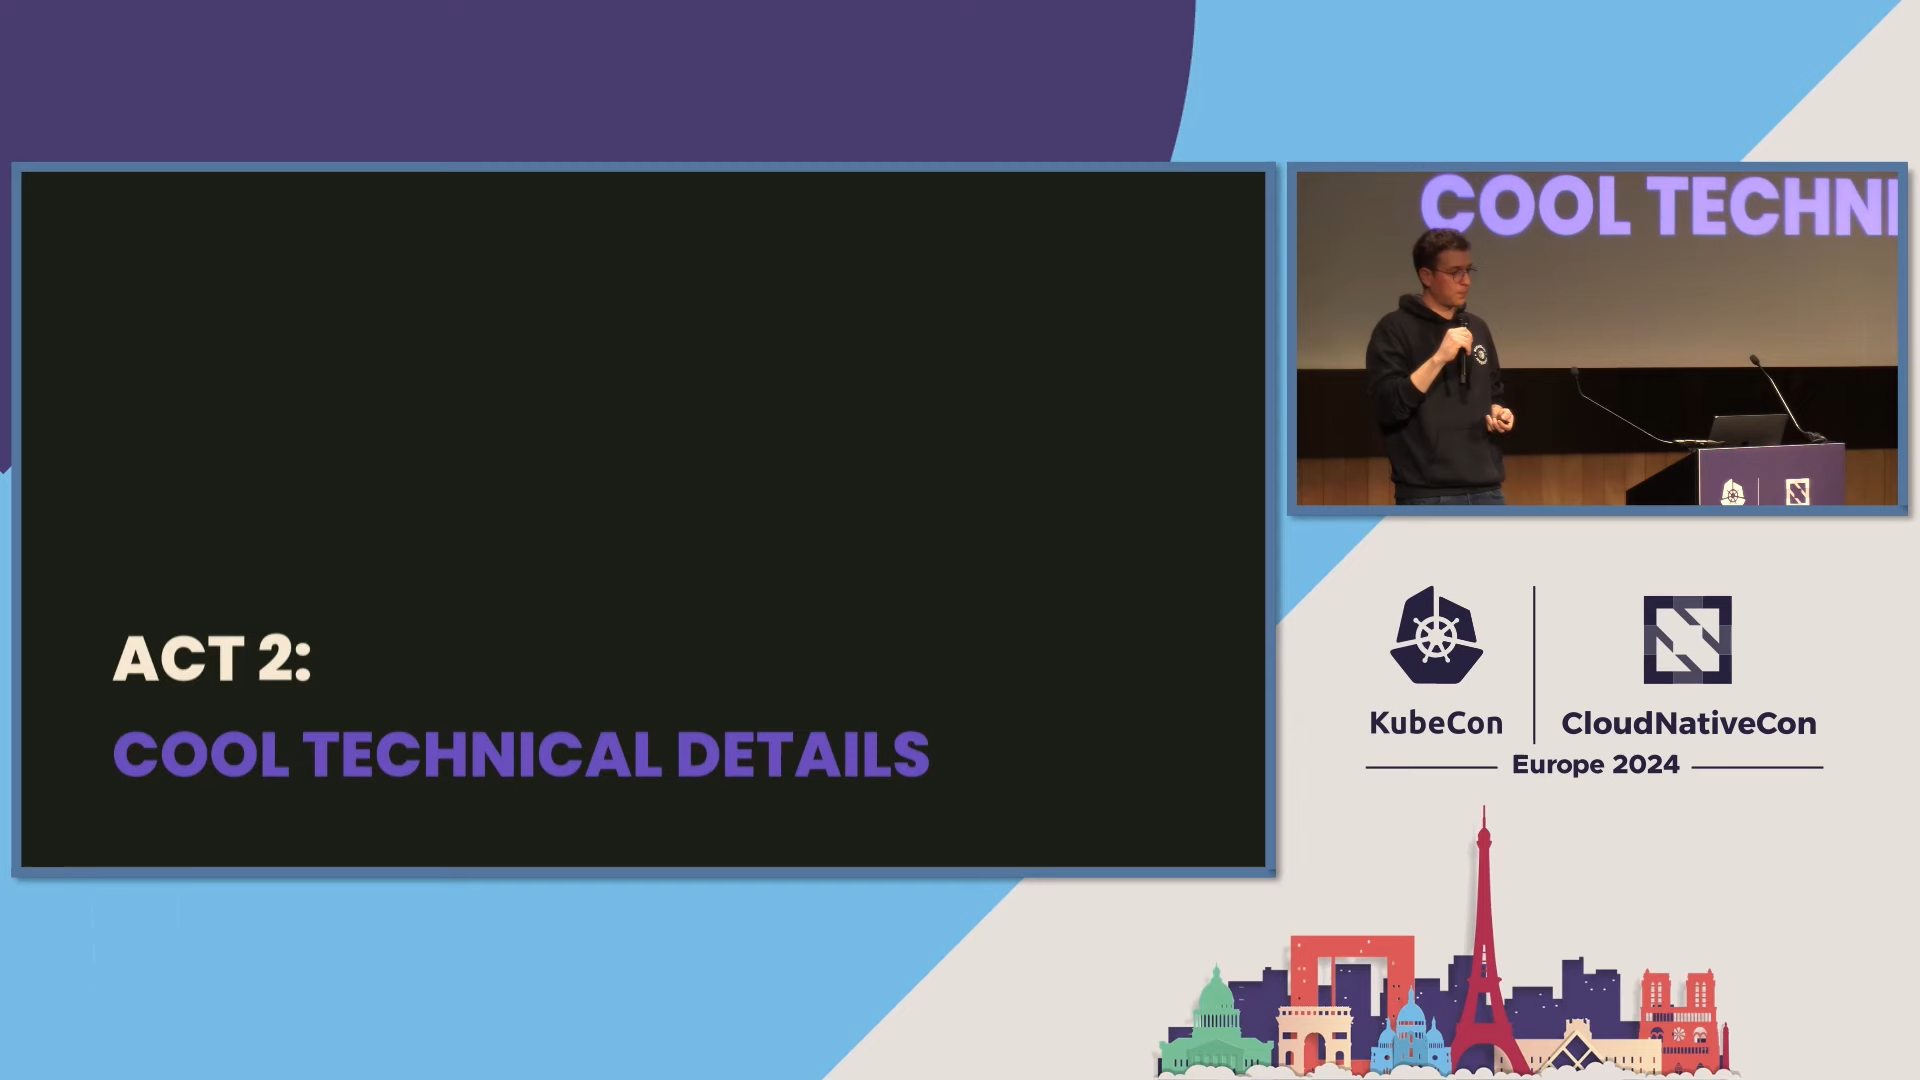 ACT 2:
COOL TECHNICAL DETAILS
COOL TECHNI
KubeCon
CloudNativeCon
Europe 2024